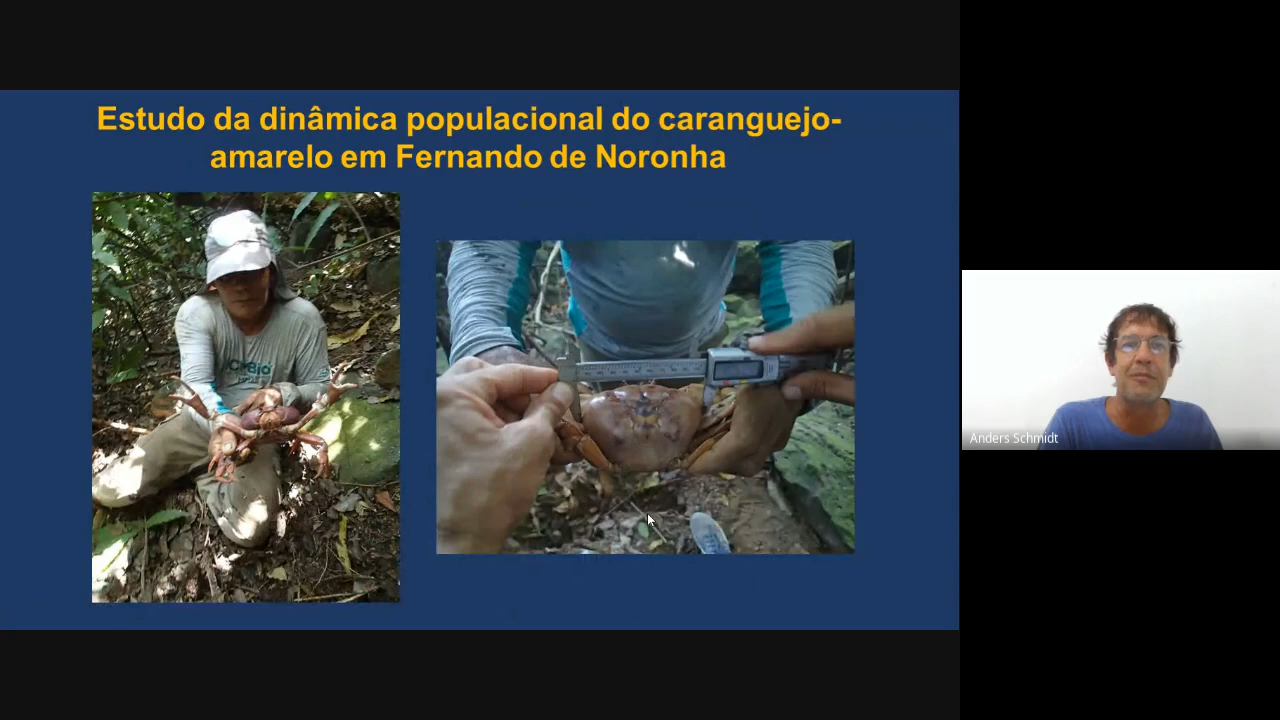 Estudo da dinâmica populacional do caranguejo-
amarelo em Fernando de Noronha
Anders Schmidt